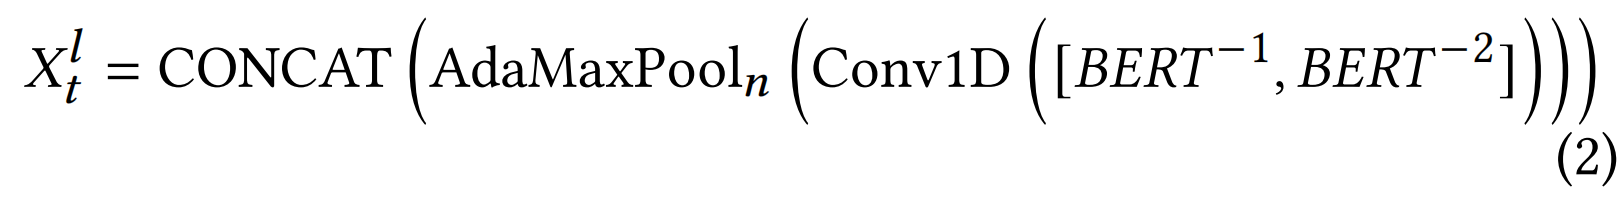 X_t^l = CONCAT (AdaMaxPool_n (Conv1D ([BERT^{-1}, BERT^{-2}]))))
(2)